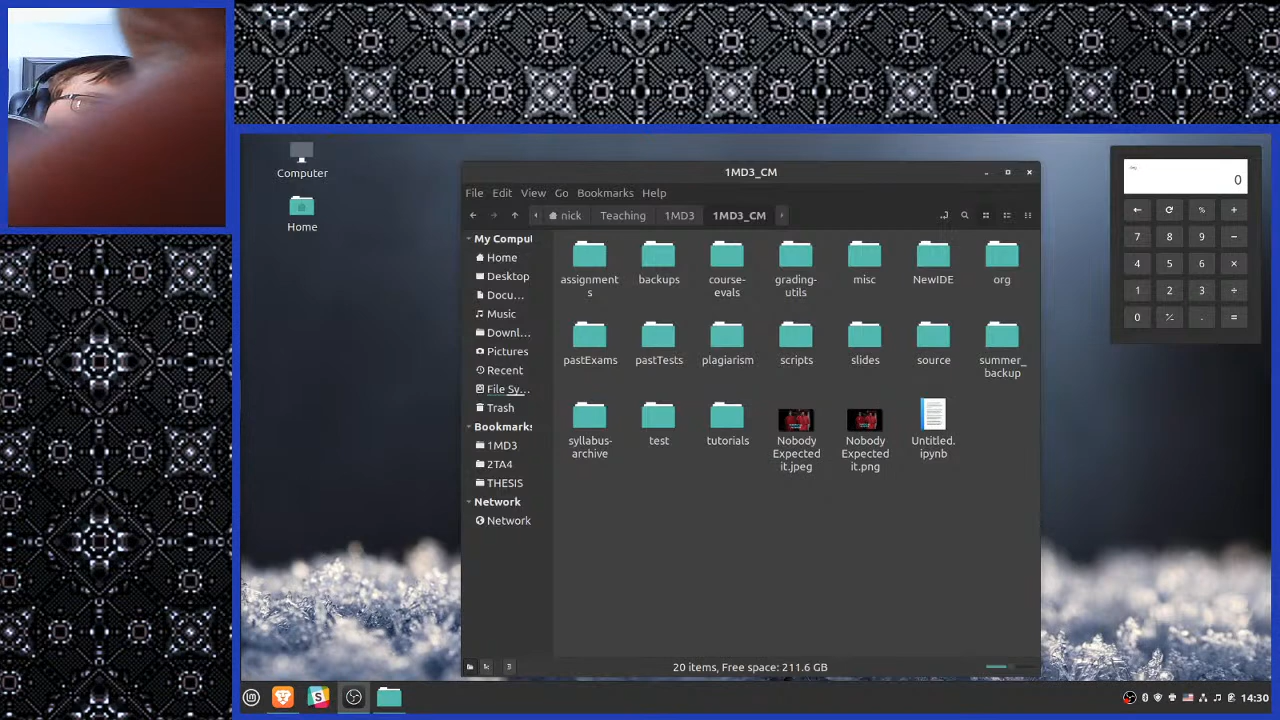 Computer
Home
1MD3_CM
File Edit View Go Bookmarks Help
nick Teaching 1MD3 1MD3_CM
My Comput
Home
Desktop
Docu...
Music
Downl...
Pictures
Recent
File Sy...
Trash
Bookmarks
1MD3
2TA4
THESIS
Network
Network
assignment
s
backups
course-
evals
grading-
utils
misc
NewIDE
org
pastExams
pastTests
plagiarism
scripts
slides
source
summer_
backup
syllabus-
archive
test
tutorials
Nobody
Expected
it.jpeg
Nobody
Expected
it.png
Untitled.
ipynb
20 items, Free space: 211.6 GB
0
← % +
7 8 9 −
4 5 6 ×
1 2 3 ÷
0 . =
14:30